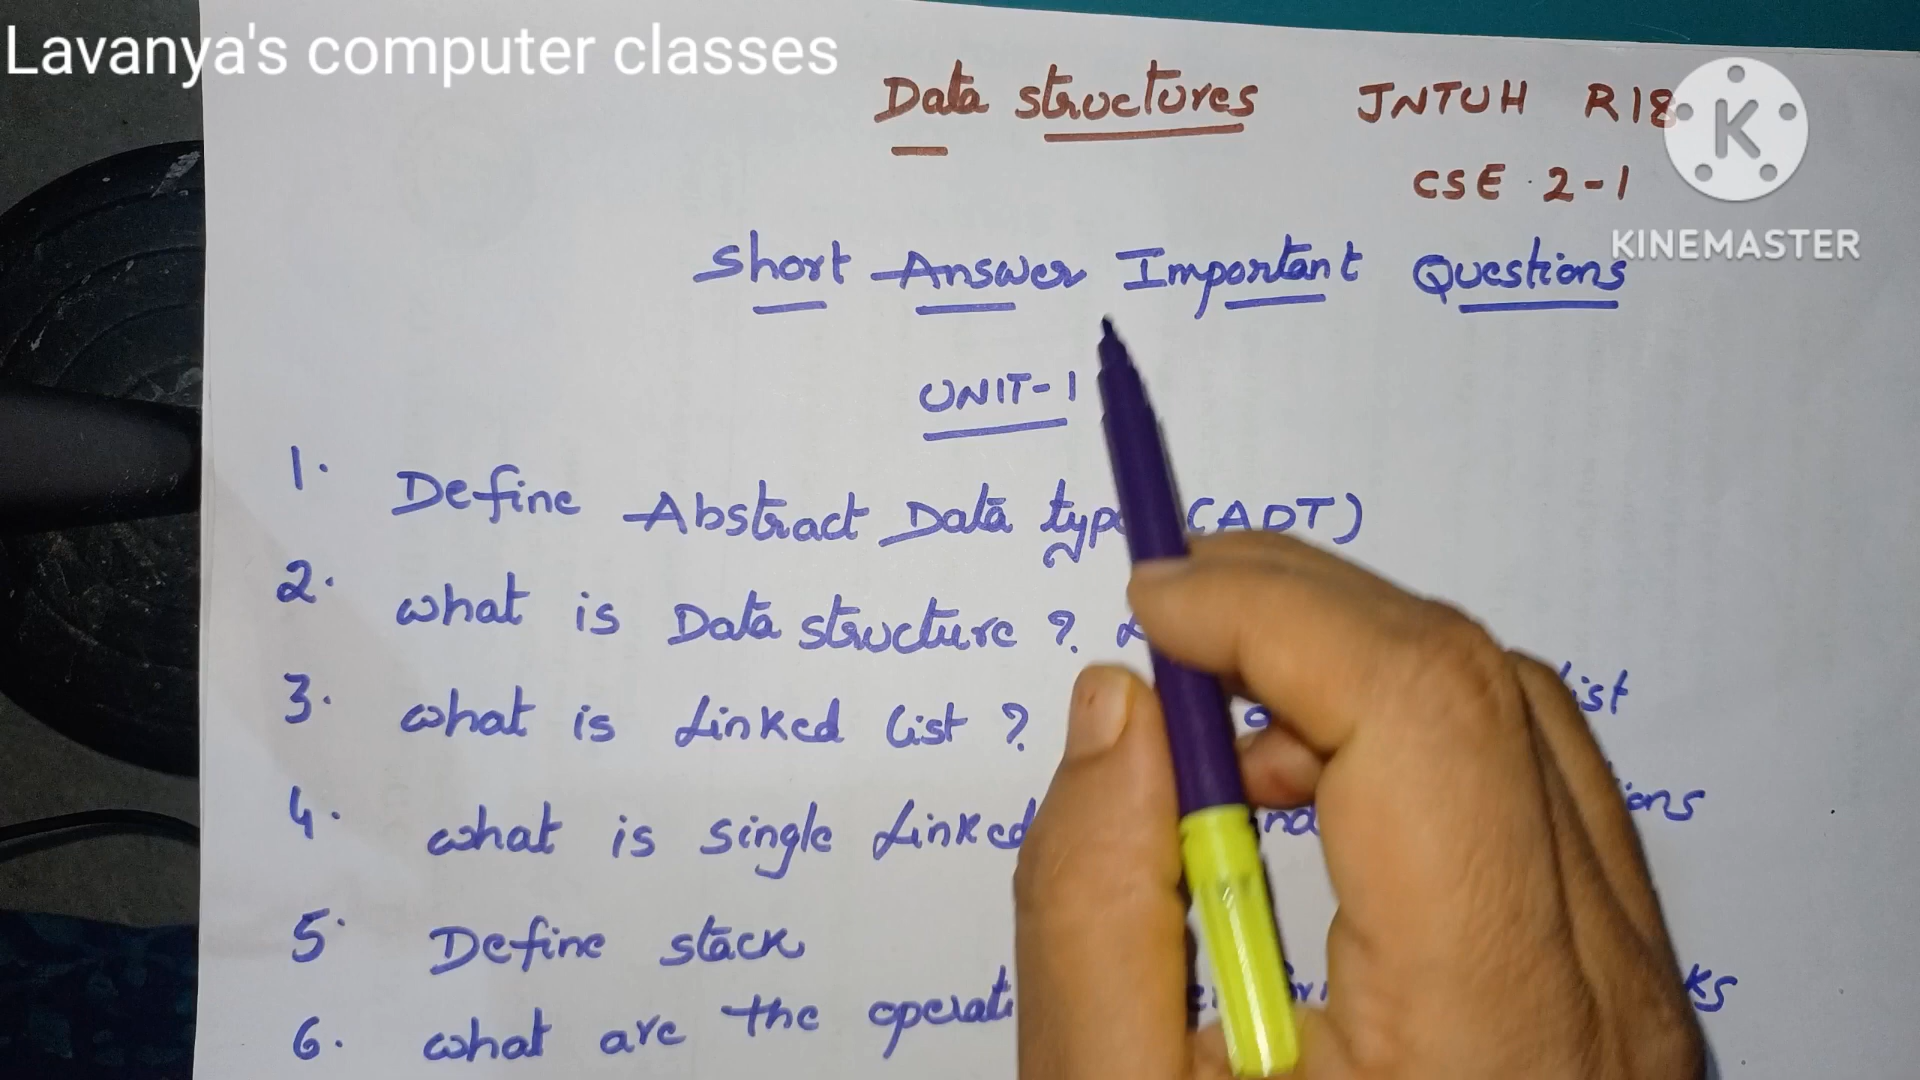 Lavanya's computer classes
Data structures JNTUH R18
CSE 2-1
K
KINEMASTER
Short Answer Important Questions
UNIT-1
1. Define Abstract Data type (ADT)
2. what is Data structure ?
3. what is Linked list ? list
4. what is single Linked
5. Define stack
6. what are the